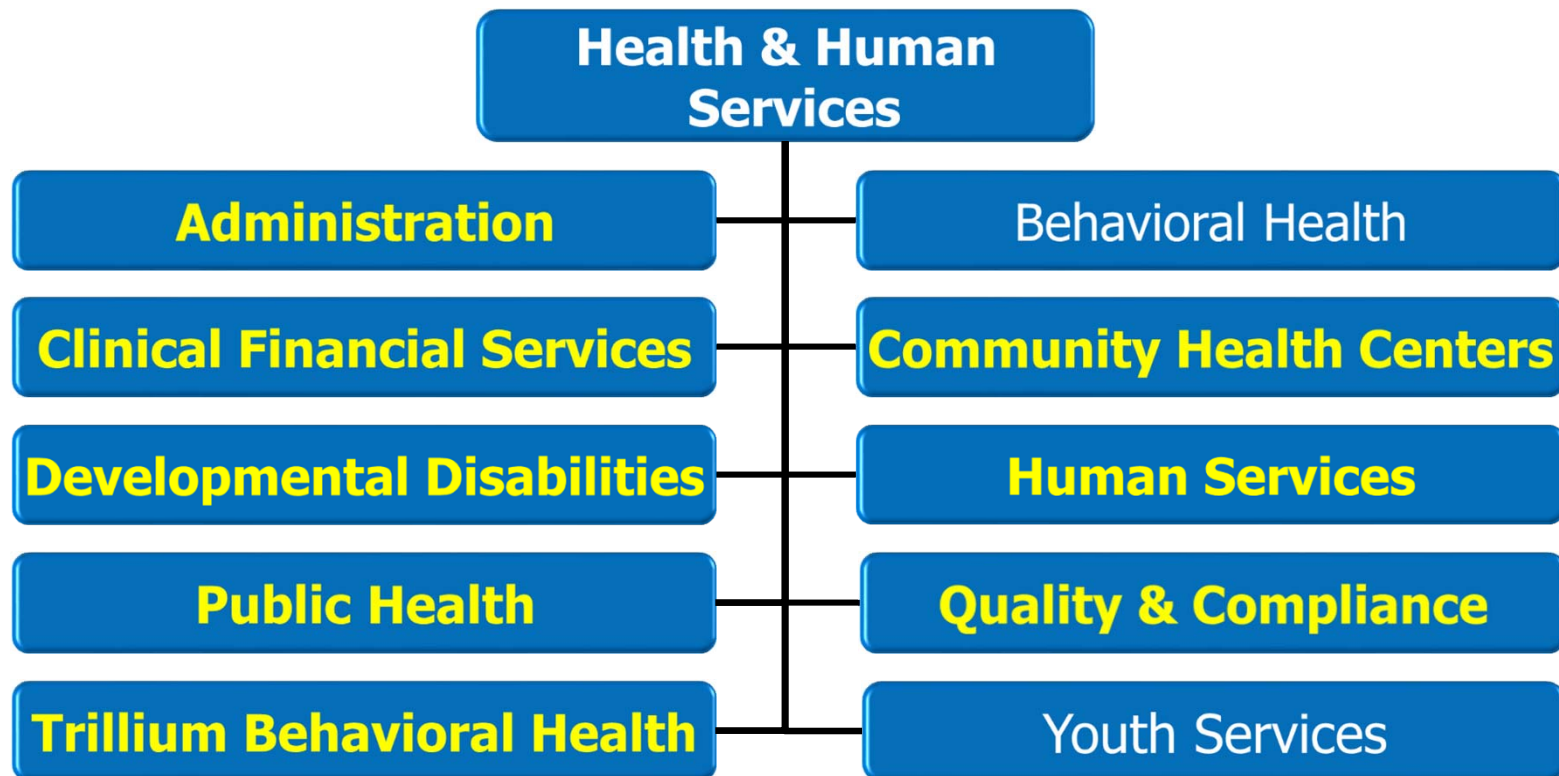 Health & Human
Services
Administration
Behavioral Health
Clinical Financial Services
Community Health Centers
Developmental Disabilities
Human Services
Public Health
Quality & Compliance
Trillium Behavioral Health
Youth Services